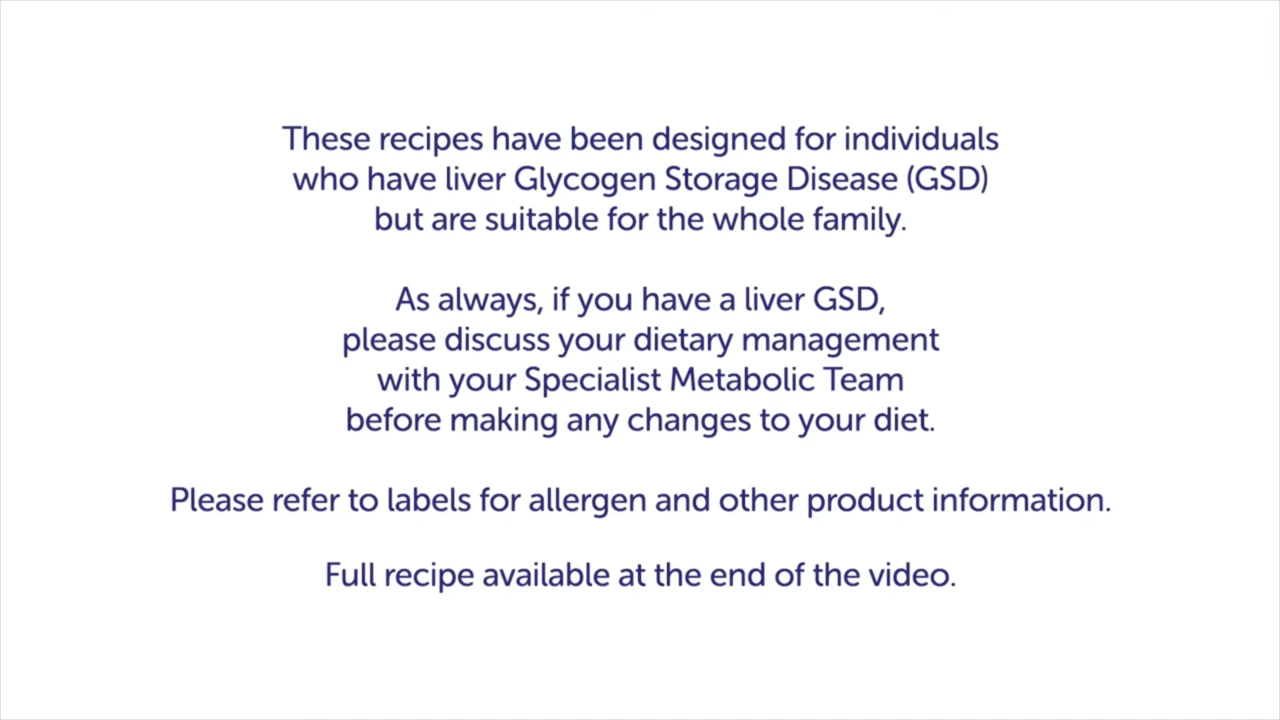 These recipes have been designed for individuals
who have liver Glycogen Storage Disease (GSD)
but are suitable for the whole family.
As always, if you have a liver GSD,
please discuss your dietary management
with your Specialist Metabolic Team
before making any changes to your diet.
Please refer to labels for allergen and other product information.
Full recipe available at the end of the video.